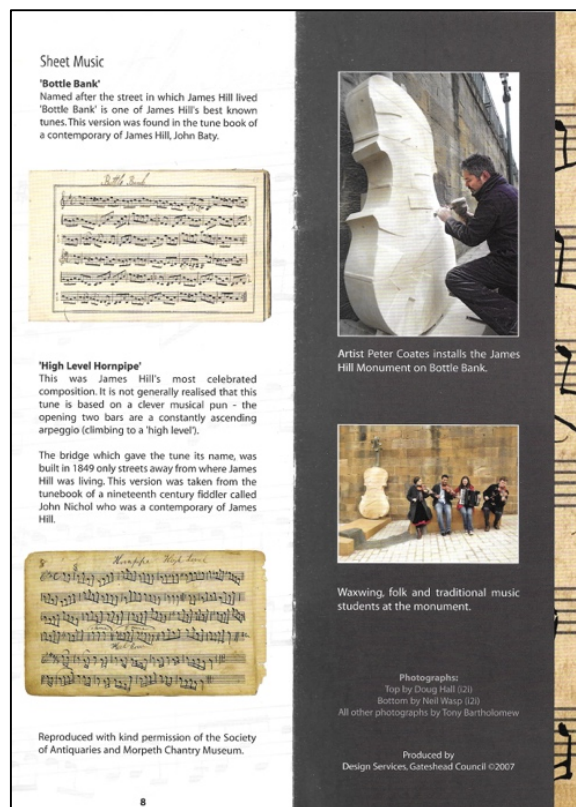 Sheet Music
'Bottle Bank'
Named after the street in which James Hill lived
'Bottle Bank' is one of James Hill's best known
tunes. This version was found in the tune book of
a contemporary of James Hill, John Baty.
Bottle Bank
'High Level Hornpipe'
This was James Hill's most celebrated
composition. It is not generally realised that this
tune is based on a clever musical pun - the
opening two bars are a constantly ascending
arpeggio (climbing to a 'high level').
The bridge which gave the tune its name, was
built in 1849 only streets away from where James
Hill was living. This version was taken from the
tunebook of a nineteenth century fiddler called
John Nichol who was a contemporary of James
Hill.
Hornpipe High Level
Reproduced with kind permission of the Society
of Antiquaries and Morpeth Chantry Museum.
8
Artist Peter Coates installs the James
Hill Monument on Bottle Bank.
Waxwing, folk and traditional music
students at the monument.
Photographs:
Top by Doug Hall (i2i)
Bottom by Neil Wasp (i2i)
All other photographs by Tony Bartholomew
Produced by
Design Services, Gateshead Council ©2007